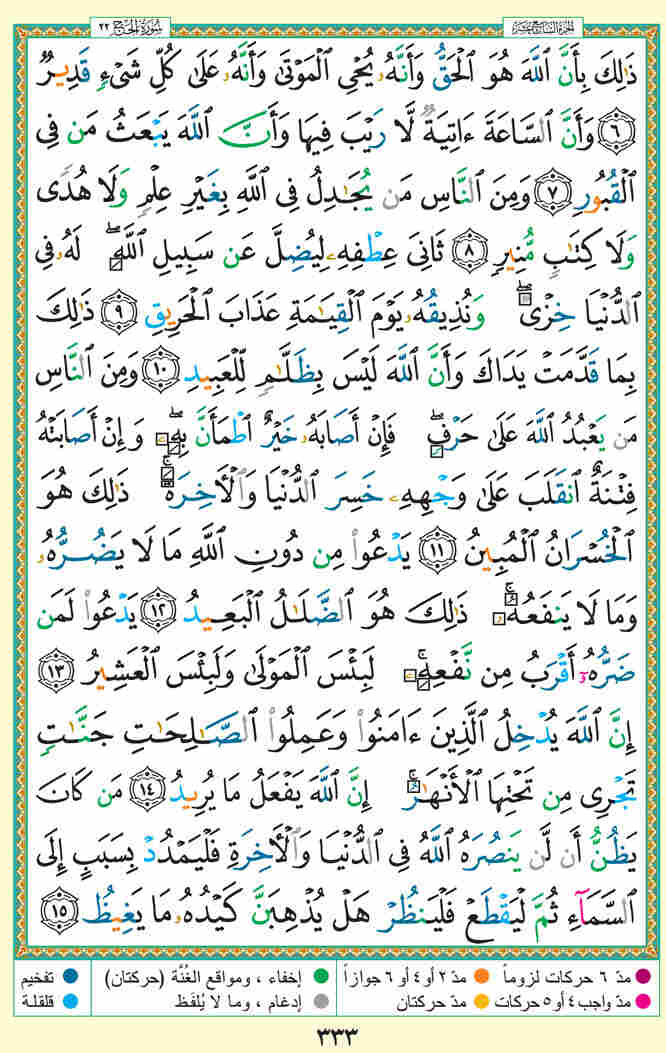 سُورَةُ الحَجّ ٢٢
الجزء السابع عشر
ذَٰلِكَ بِأَنَّ ٱللَّهَ هُوَ ٱلْحَقُّ وَأَنَّهُۥ يُحْىِ ٱلْمَوْتَىٰ وَأَنَّهُۥ عَلَىٰ كُلِّ شَىْءٍ قَدِيرٌ
﴿٦﴾ وَأَنَّ ٱلسَّاعَةَ ءَاتِيَةٌ لَّا رَيْبَ فِيهَا وَأَنَّ ٱللَّهَ يَبْعَثُ مَن فِى
ٱلْقُبُورِ ﴿٧﴾ وَمِنَ ٱلنَّاسِ مَن يُجَٰدِلُ فِى ٱللَّهِ بِغَيْرِ عِلْمٍ وَلَا هُدًى
وَلَا كِتَٰبٍ مُّنِيرٍ ﴿٨﴾ ثَانِىَ عِطْفِهِۦ لِيُضِلَّ عَن سَبِيلِ ٱللَّهِ ۖ لَهُۥ فِى
ٱلدُّنْيَا خِزْىٌ ۖ وَنُذِيقُهُۥ يَوْمَ ٱلْقِيَٰمَةِ عَذَابَ ٱلْحَرِيقِ ﴿٩﴾ ذَٰلِكَ
بِمَا قَدَّمَتْ يَدَاكَ وَأَنَّ ٱللَّهَ لَيْسَ بِظَلَّٰمٍ لِّلْعَبِيدِ ﴿١٠﴾ وَمِنَ ٱلنَّاسِ
مَن يَعْبُدُ ٱللَّهَ عَلَىٰ حَرْفٍ ۖ فَإِنْ أَصَابَهُۥ خَيْرٌ ٱطْمَأَنَّ بِهِۦ ۖ وَإِنْ أَصَابَتْهُ
فِتْنَةٌ ٱنقَلَبَ عَلَىٰ وَجْهِهِۦ خَسِرَ ٱلدُّنْيَا وَٱلْءَاخِرَةَ ۚ ذَٰلِكَ هُوَ
ٱلْخُسْرَانُ ٱلْمُبِينُ ﴿١١﴾ يَدْعُوا۟ مِن دُونِ ٱللَّهِ مَا لَا يَضُرُّهُۥ
وَمَا لَا يَنفَعُهُۥ ۚ ذَٰلِكَ هُوَ ٱلضَّلَٰلُ ٱلْبَعِيدُ ﴿١٢﴾ يَدْعُوا۟ لَمَن
ضَرُّهُۥٓ أَقْرَبُ مِن نَّفْعِهِۦ ۚ لَبِئْسَ ٱلْمَوْلَىٰ وَلَبِئْسَ ٱلْعَشِيرُ ﴿١٣﴾
إِنَّ ٱللَّهَ يُدْخِلُ ٱلَّذِينَ ءَامَنُوا۟ وَعَمِلُوا۟ ٱلصَّٰلِحَٰتِ جَنَّٰتٍ
تَجْرِى مِن تَحْتِهَا ٱلْأَنْهَٰرُ ۚ إِنَّ ٱللَّهَ يَفْعَلُ مَا يُرِيدُ ﴿١٤﴾ مَن كَانَ
يَظُنُّ أَن لَّن يَنصُرَهُ ٱللَّهُ فِى ٱلدُّنْيَا وَٱلْءَاخِرَةِ فَلْيَمْدُدْ بِسَبَبٍ إِلَى
ٱلسَّمَآءِ ثُمَّ لْيَقْطَعْ فَلْيَنظُرْ هَلْ يُذْهِبَنَّ كَيْدُهُۥ مَا يَغِيظُ ﴿١٥﴾
مدّ ٦ حركات لزوماً
مدّ ٢ أو ٤ أو ٦ جوازاً
إخفاء ، ومواقع الغُنَّة (حركتان)
تفخيم
مدّ واجب ٤ أو ٥ حركات
مدّ حركتان
إدغام ، وما لا يُلفَظ
قلقلة
٣٣٣